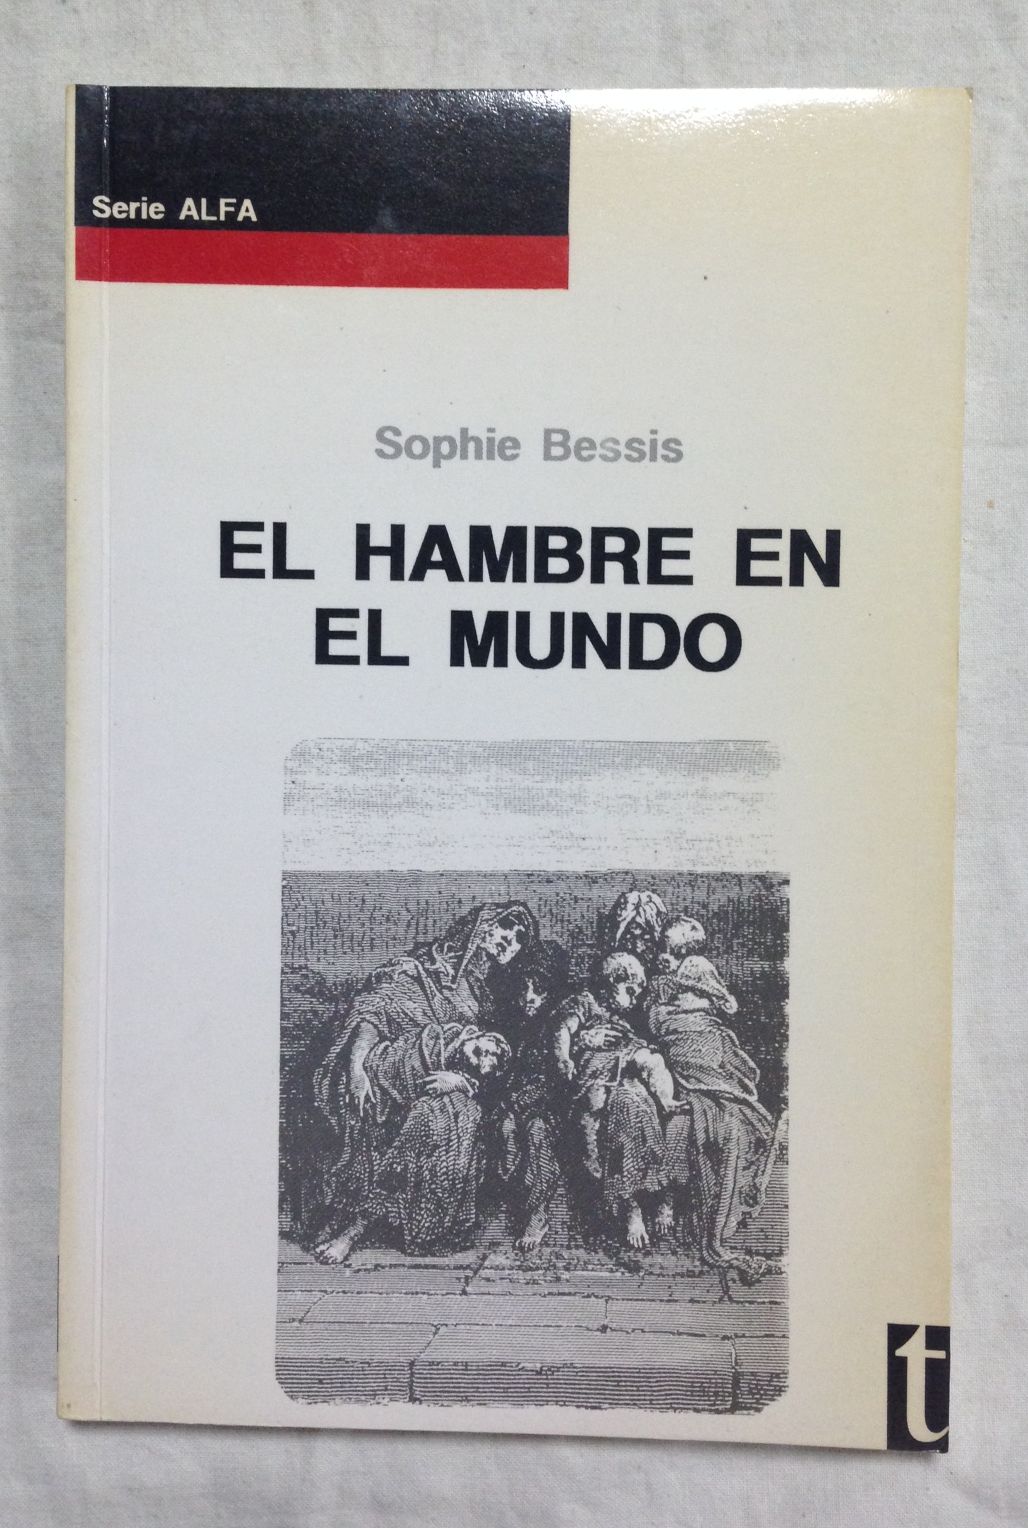 Serie ALFA
Sophie Bessis
EL HAMBRE EN
EL MUNDO
t